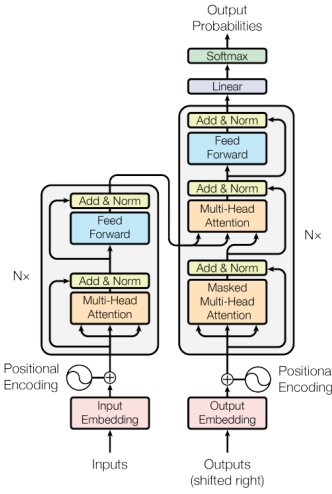 Output
Probabilities
Softmax
Linear
Add & Norm
Feed
Forward
Add & Norm
Multi-Head
Attention
Add & Norm
Masked
Multi-Head
Attention
Nx
Add & Norm
Feed
Forward
Add & Norm
Multi-Head
Attention
Nx
Positional
Encoding
Input
Embedding
Inputs
Output
Embedding
Positiona
Encoding
Outputs
(shifted right)